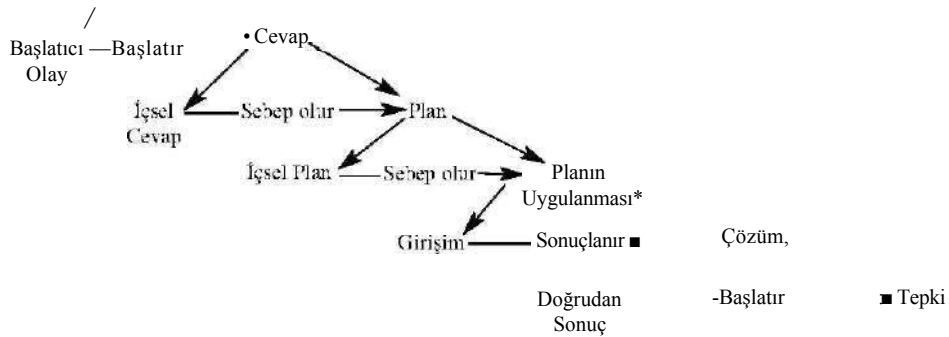 /
• Cevap
Başlatıcı —Başlatır
Olay
İçsel Sebep olur Plan
Cevap
İçsel Plan Sebep olur Planın
Uygulanması*
Girişim Sonuçlanır ■ Çözüm,
Doğrudan -Başlatır ■ Tepki
Sonuç